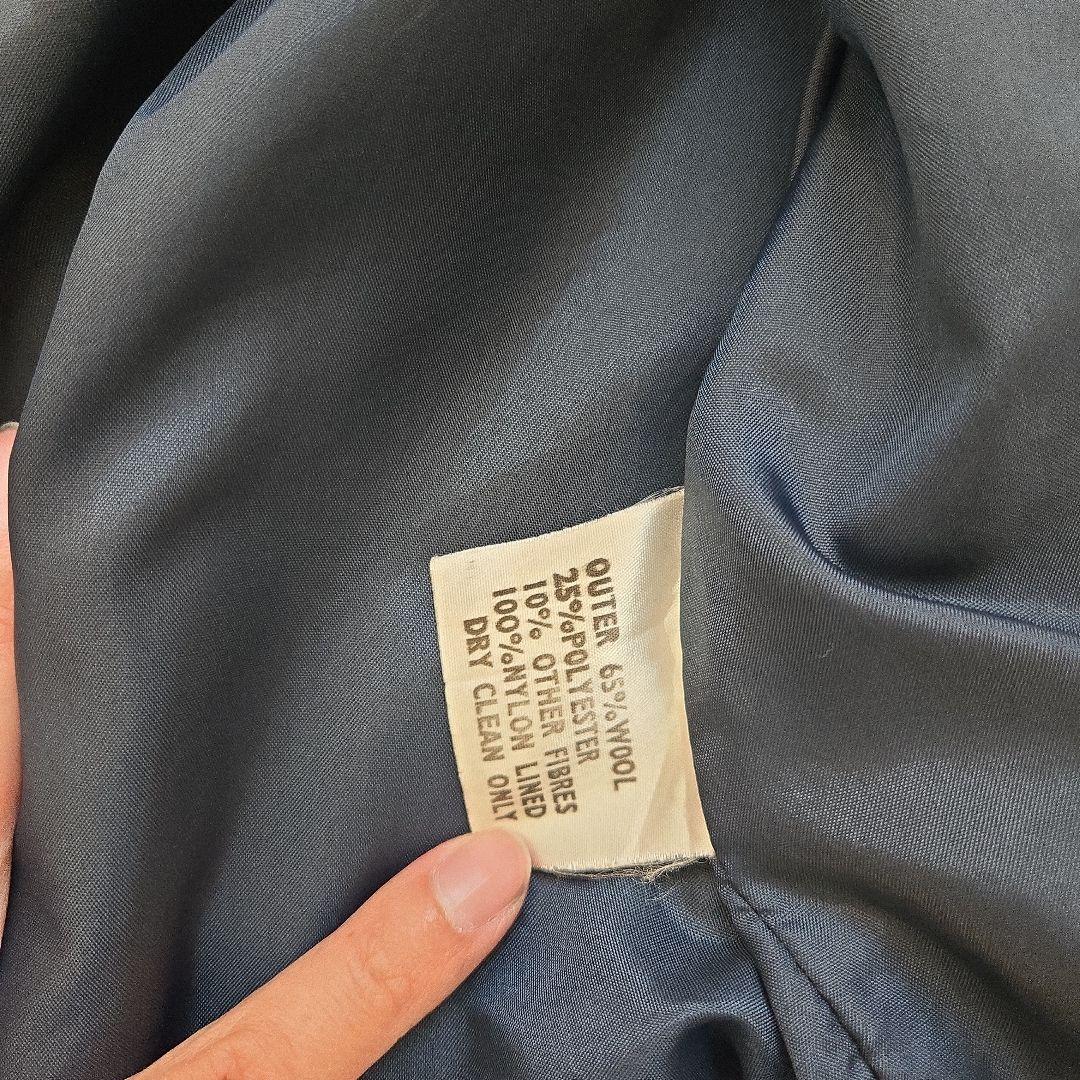 OUTER 65%WOOL
25%POLYESTER
10% OTHER FIBRES
100%NYLON LINED
DRY CLEAN ONLY